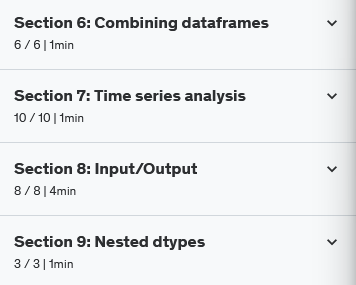 Section 6: Combining dataframes
6 / 6 | 1min
Section 7: Time series analysis
10 / 10 | 1min
Section 8: Input/Output
8 / 8 | 4min
Section 9: Nested dtypes
3 / 3 | 1min